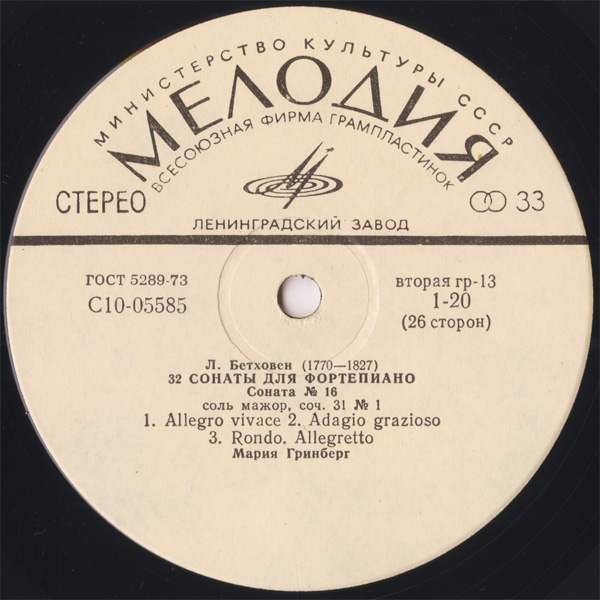 МИНИСТЕРСТВО КУЛЬТУРЫ СССР
МЕЛОДИЯ
ВСЕСОЮЗНАЯ ФИРМА ГРАМПЛАСТИНОК
СТЕРЕО
33
ЛЕНИНГРАДСКИЙ ЗАВОД
ГОСТ 5289-73
С10-05585
вторая гр-13
1-20
(26 сторон)
Л. Бетховен (1770—1827)
32 СОНАТЫ ДЛЯ ФОРТЕПИАНО
Соната № 16
соль мажор, соч. 31 № 1
1. Allegro vivace 2. Adagio grazioso
3. Rondo. Allegretto
Мария Гринберг